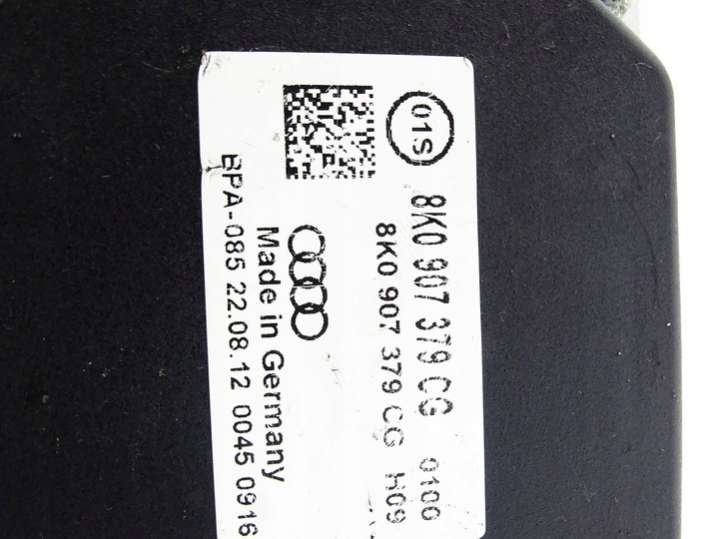 01S
8K0 907 379 CG 0100
8K0 907 379 CG H09
Made in Germany
BPA-085 22.08.12 0045 0916